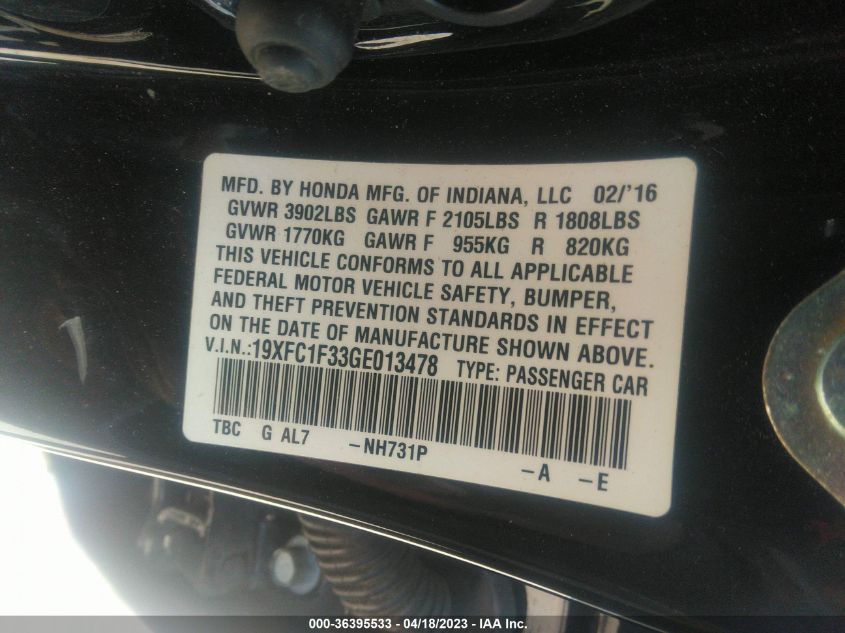 MFD. BY HONDA MFG. OF INDIANA, LLC 02/'16
GVWR 3902LBS GAWR F 2105LBS R 1808LBS
GVWR 1770KG GAWR F 955KG R 820KG
THIS VEHICLE CONFORMS TO ALL APPLICABLE
FEDERAL MOTOR VEHICLE SAFETY, BUMPER,
AND THEFT PREVENTION STANDARDS IN EFFECT
ON THE DATE OF MANUFACTURE SHOWN ABOVE.
V.I.N.:19XFC1F33GE013478 TYPE: PASSENGER CAR
TBC G AL7 -NH731P -A -E
000-36395533 - 04/18/2023 - IAA Inc.